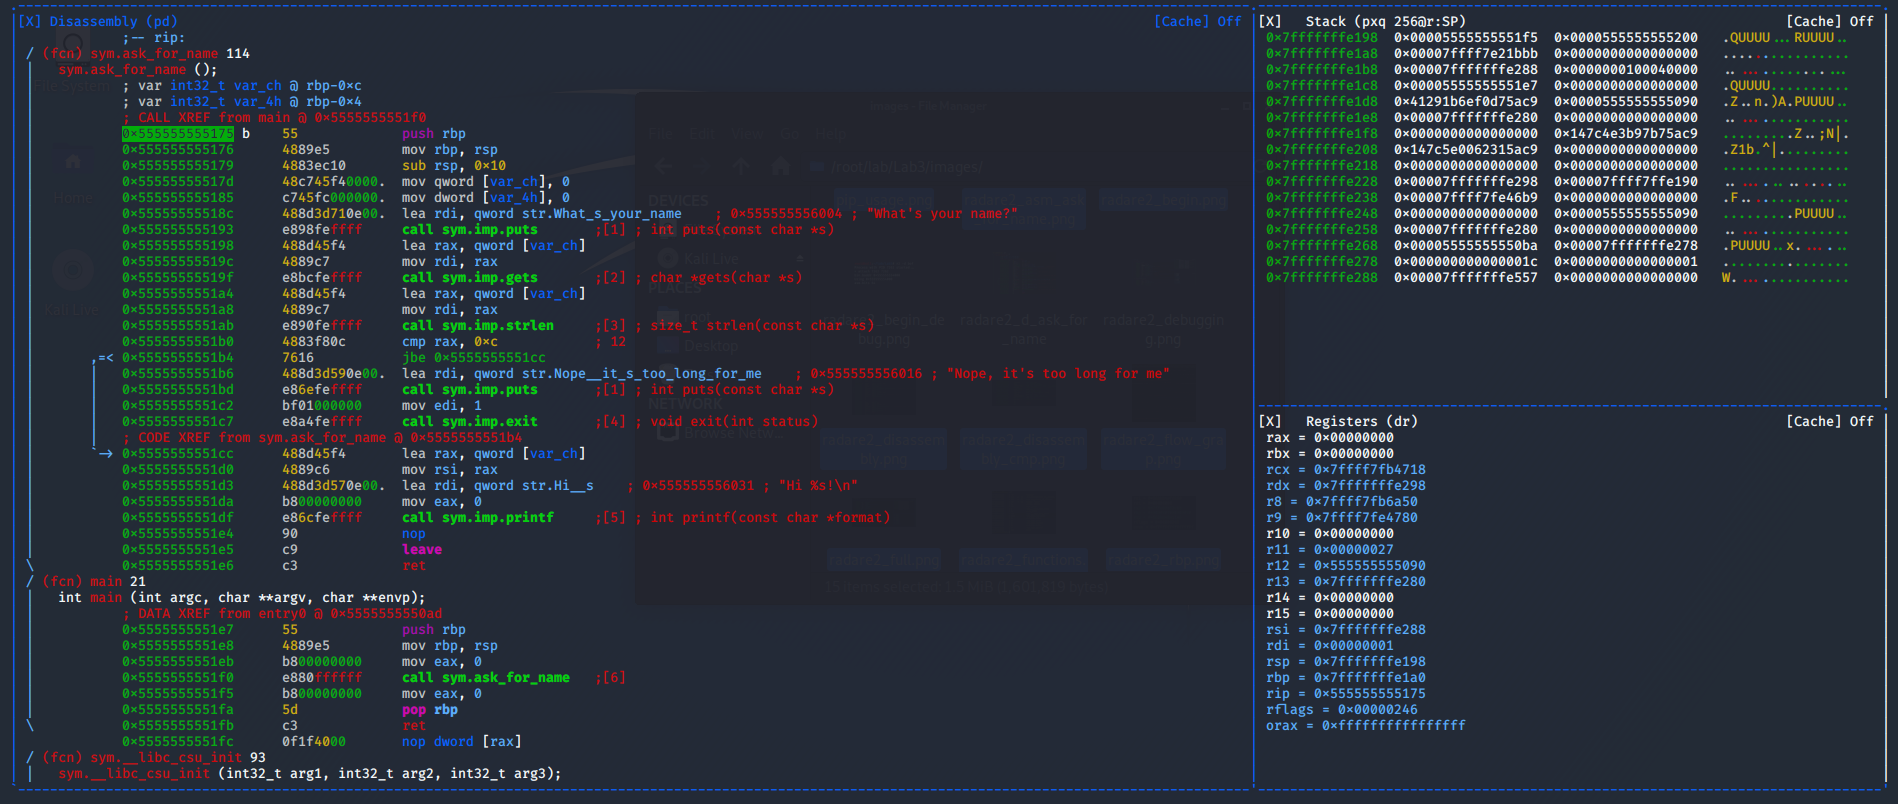 [X] Disassembly (pd) [Cache] Off
;-- rip:
/ (fcn) sym.ask_for_name 114
| sym.ask_for_name ();
| ; var int32_t var_ch @ rbp-0xc
| ; var int32_t var_4h @ rbp-0x4
| ; CALL XREF from main @ 0x5555555551f0
| 0x555555555175 b 55 push rbp
| 0x555555555176 4889e5 mov rbp, rsp
| 0x555555555179 4883ec10 sub rsp, 0x10
| 0x55555555517d 48c745f40000. mov qword [var_ch], 0
| 0x555555555185 c745fc000000. mov dword [var_4h], 0
| 0x55555555518c 488d3d710e00. lea rdi, qword str.What_s_your_name ; 0x555555556004 ; "What's your name?"
| 0x555555555193 e898feffff call sym.imp.puts ;[1] ; int puts(const char *s)
| 0x555555555198 488d45f4 lea rax, qword [var_ch]
| 0x55555555519c 4889c7 mov rdi, rax
| 0x55555555519f e8bcfeffff call sym.imp.gets ;[2] ; char *gets(char *s)
| 0x5555555551a4 488d45f4 lea rax, qword [var_ch]
| 0x5555555551a8 4889c7 mov rdi, rax
| 0x5555555551ab e890feffff call sym.imp.strlen ;[3] ; size_t strlen(const char *s)
| 0x5555555551b0 4883f80c cmp rax, 0xc ; 12
| ,=< 0x5555555551b4 7616 jbe 0x5555555551cc
| | 0x5555555551b6 488d3d590e00. lea rdi, qword str.Nope__it_s_too_long_for_me ; 0x555555556016 ; "Nope, it's too long for me"
| | 0x5555555551bd e86efeffff call sym.imp.puts ;[1] ; int puts(const char *s)
| | 0x5555555551c2 bf01000000 mov edi, 1
| | 0x5555555551c7 e8a4feffff call sym.imp.exit ;[4] ; void exit(int status)
| | ; CODE XREF from sym.ask_for_name @ 0x5555555551b4
| `-> 0x5555555551cc 488d45f4 lea rax, qword [var_ch]
| 0x5555555551d0 4889c6 mov rsi, rax
| 0x5555555551d3 488d3d570e00. lea rdi, qword str.Hi__s ; 0x555555556031 ; "Hi %s!\n"
| 0x5555555551da b800000000 mov eax, 0
| 0x5555555551df e86cfeffff call sym.imp.printf ;[5] ; int printf(const char *format)
| 0x5555555551e4 90 nop
| 0x5555555551e5 c9 leave
\ 0x5555555551e6 c3 ret
/ (fcn) main 21
| int main (int argc, char **argv, char **envp);
| ; DATA XREF from entry0 @ 0x5555555550ad
| 0x5555555551e7 55 push rbp
| 0x5555555551e8 4889e5 mov rbp, rsp
| 0x5555555551eb b800000000 mov eax, 0
| 0x5555555551f0 e880ffffff call sym.ask_for_name ;[6]
| 0x5555555551f5 b800000000 mov eax, 0
| 0x5555555551fa 5d pop rbp
\ 0x5555555551fb c3 ret
0x5555555551fc 0f1f4000 nop dword [rax]
/ (fcn) sym.__libc_csu_init 93
| sym.__libc_csu_init (int32_t arg1, int32_t arg2, int32_t arg3);
[X] Stack (pxq 256@r:SP) [Cache] Off
0x7fffffffe198 0x00005555555551f5 0x0000555555555200 .QUUUU...RUUUU..
0x7fffffffe1a8 0x00007ffff7e21bbb 0x0000000000000000 ................
0x7fffffffe1b8 0x00007fffffffe288 0x0000000100040000 ................
0x7fffffffe1c8 0x00005555555551e7 0x0000000000000000 .QUUUU..........
0x7fffffffe1d8 0x41291b6ef0d75ac9 0x0000555555555090 .Z..n.)A.PUUUU..
0x7fffffffe1e8 0x00007fffffffe280 0x0000000000000000 ................
0x7fffffffe1f8 0x0000000000000000 0x147c4e3b97b75ac9 .........Z..;N|.
0x7fffffffe208 0x147c5e0062315ac9 0x0000000000000000 .Z1b.^|.........
0x7fffffffe218 0x0000000000000000 0x0000000000000000 ................
0x7fffffffe228 0x00007fffffffe298 0x00007ffff7ffe190 ................
0x7fffffffe238 0x00007ffff7fe46b9 0x0000000000000000 .F..............
0x7fffffffe248 0x0000000000000000 0x0000555555555090 .........PUUUU..
0x7fffffffe258 0x00007fffffffe280 0x0000000000000000 ................
0x7fffffffe268 0x00005555555550ba 0x00007fffffffe278 .PUUUU..x.......
0x7fffffffe278 0x000000000000001c 0x0000000000000001 ................
0x7fffffffe288 0x00007fffffffe557 0x0000000000000000 W...............
[X] Registers (dr) [Cache] Off
rax = 0x00000000
rbx = 0x00000000
rcx = 0x7ffff7fb4718
rdx = 0x7fffffffe298
r8 = 0x7ffff7fb6a50
r9 = 0x7ffff7fe4780
r10 = 0x00000000
r11 = 0x00000027
r12 = 0x555555555090
r13 = 0x7fffffffe280
r14 = 0x00000000
r15 = 0x00000000
rsi = 0x7fffffffe288
rdi = 0x00000001
rsp = 0x7fffffffe198
rbp = 0x7fffffffe1a0
rip = 0x555555555175
rflags = 0x00000246
orax = 0xffffffffffffffff